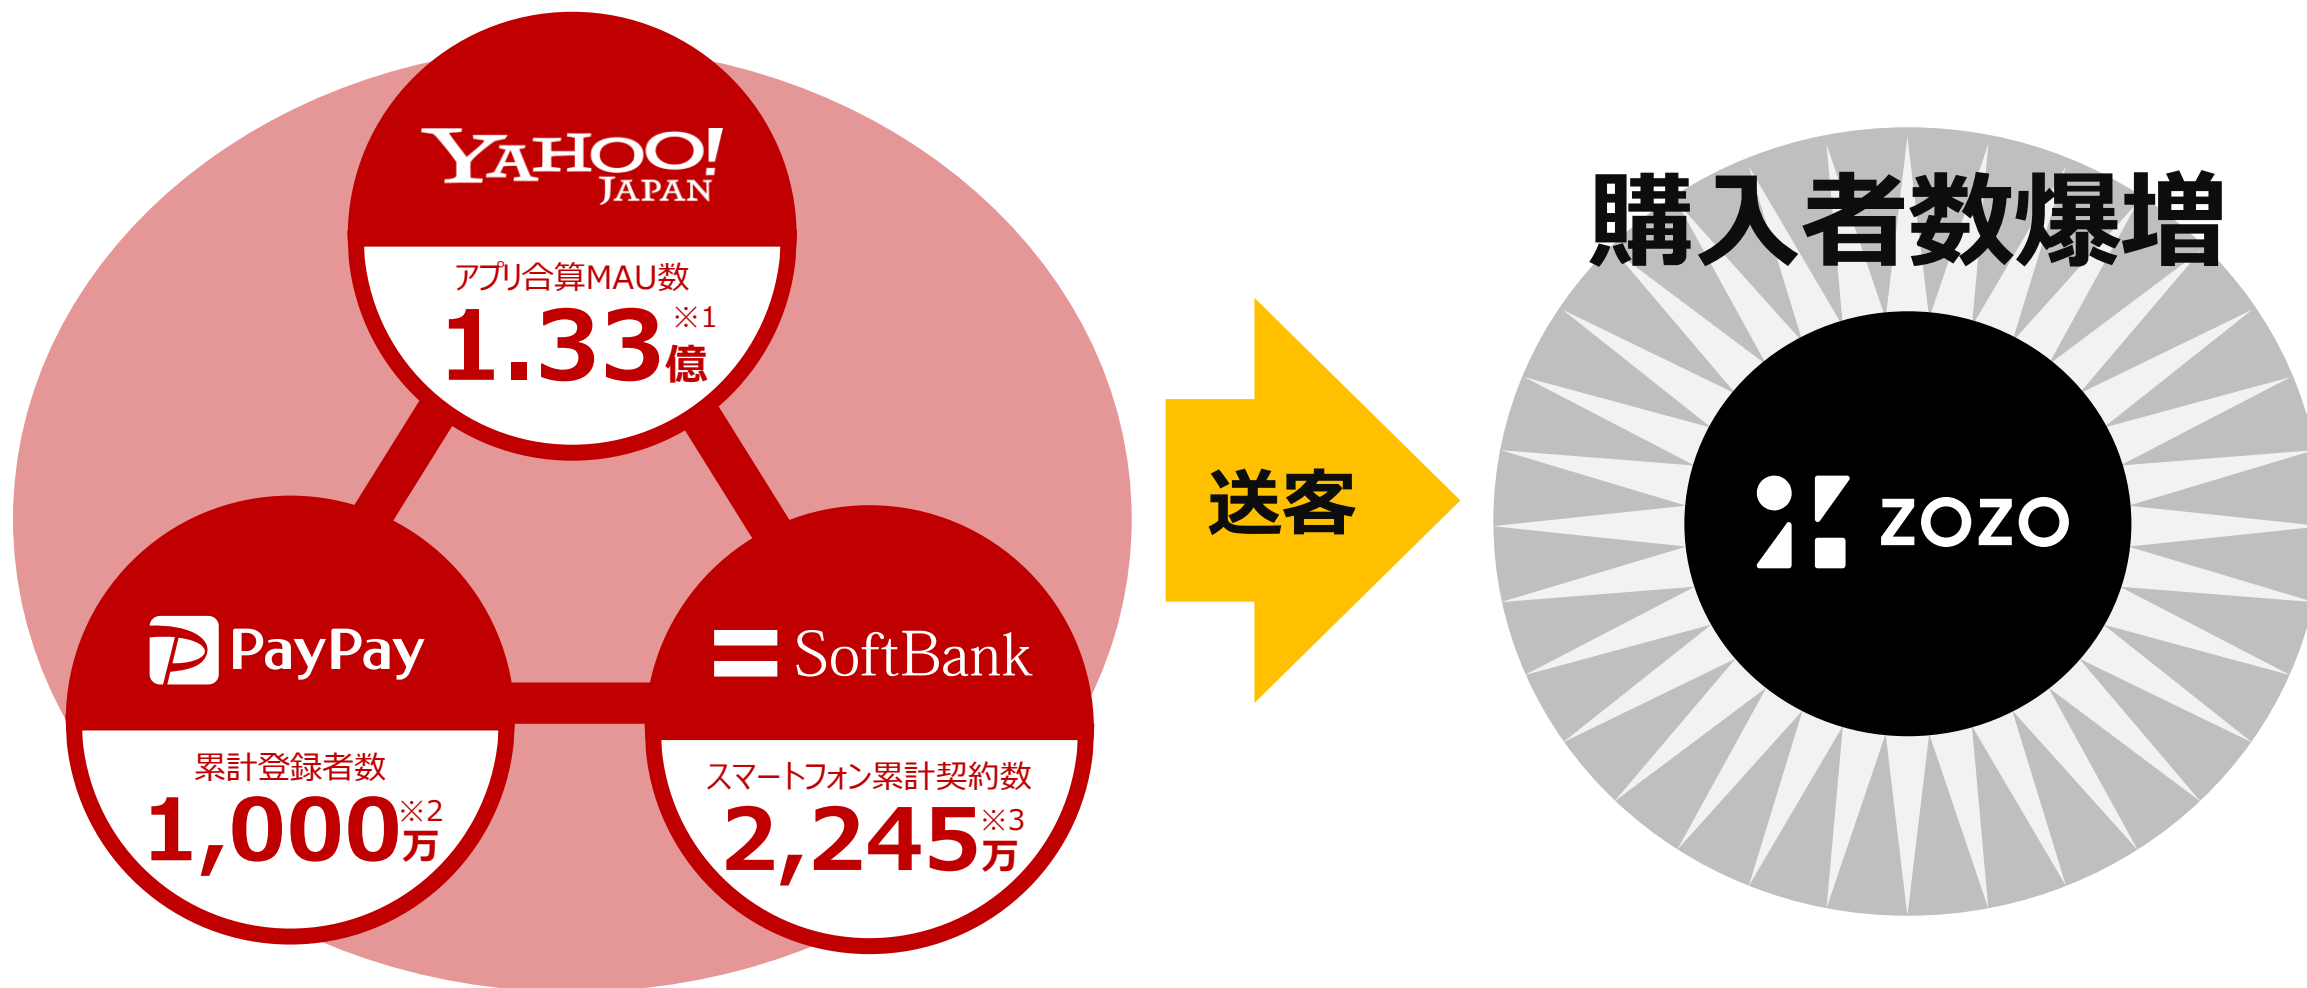 YAHOO!
JAPAN
アプリ合算MAU数
1.33億※1
PayPay
累計登録者数
1,000万※2
SoftBank
スマートフォン累計契約数
2,245万※3
送客
購入者数爆増
ZOZO